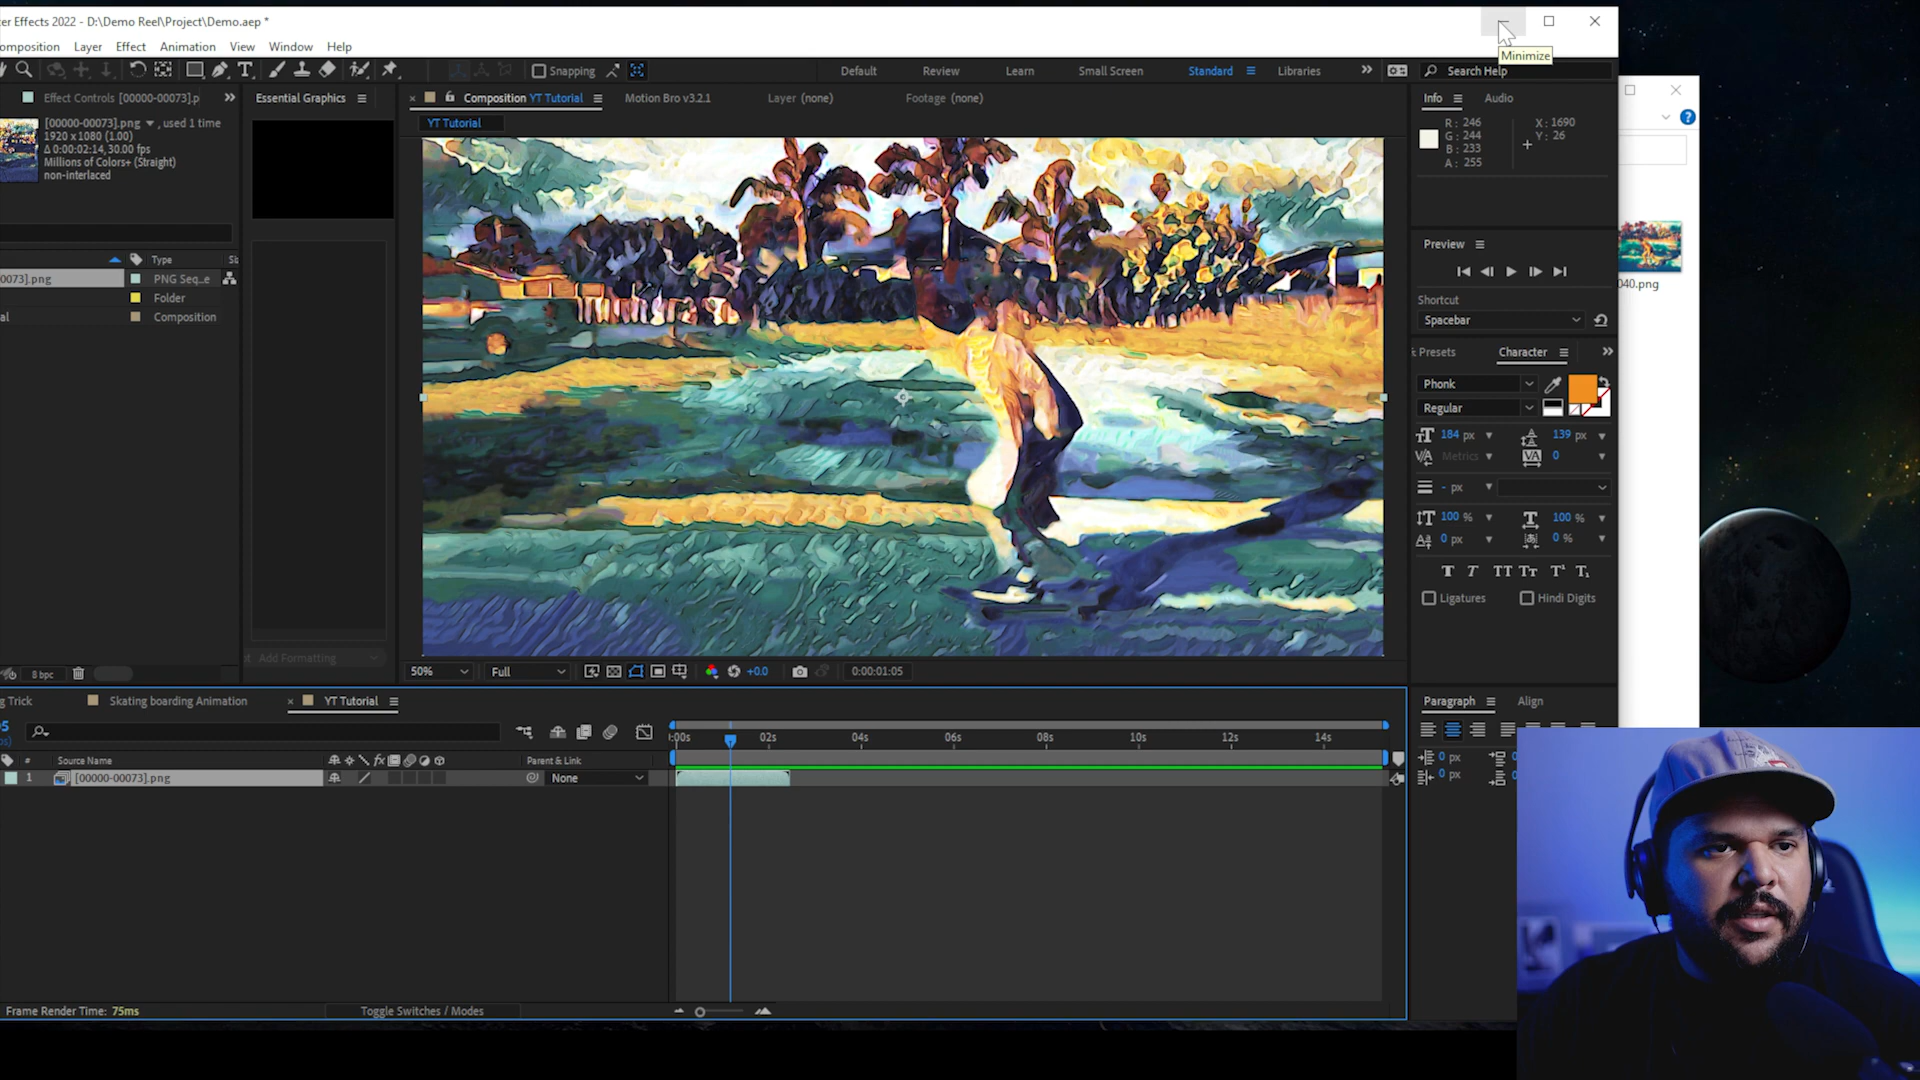 ter Effects 2022 - D:\Demo Reel\Project\Demo.aep *
omposition Layer Effect Animation View Window Help
Minimize
Snapping
Default Review Learn Small Screen Standard Libraries Search Help
Effect Controls [00000-00073].p
Essential Graphics
Composition YT Tutorial
Motion Bro v3.2.1
Layer (none)
Footage (none)
Info Audio
YT Tutorial
[00000-00073].png , used 1 time
1920 x 1080 (1.00)
Δ 0:00:02:14, 30.00 fps
Millions of Colors+ (Straight)
non-interlaced
R: 246
G: 244
B: 233
A: 255
X: 1690
Y: 26
Preview
Type Si
0073].png PNG Seq...e
Folder
al Composition
040.png
Shortcut
Spacebar
& Presets Character
Phonk
Regular
184 px 139 px
Metrics 0
- px
100 % 100 %
0 px 0 %
T T TT Tr T¹ T₁
Ligatures Hindi Digits
Add Formatting
8 bpc
50% Full +0.0 0:00:01:05
g Trick Skating boarding Animation YT Tutorial
Paragraph Align
:00s 02s 04s 06s 08s 10s 12s 14s
# Source Name Parent & Link
1 [00000-00073].png None
0 px
0 px
Frame Render Time: 75ms
Toggle Switches / Modes